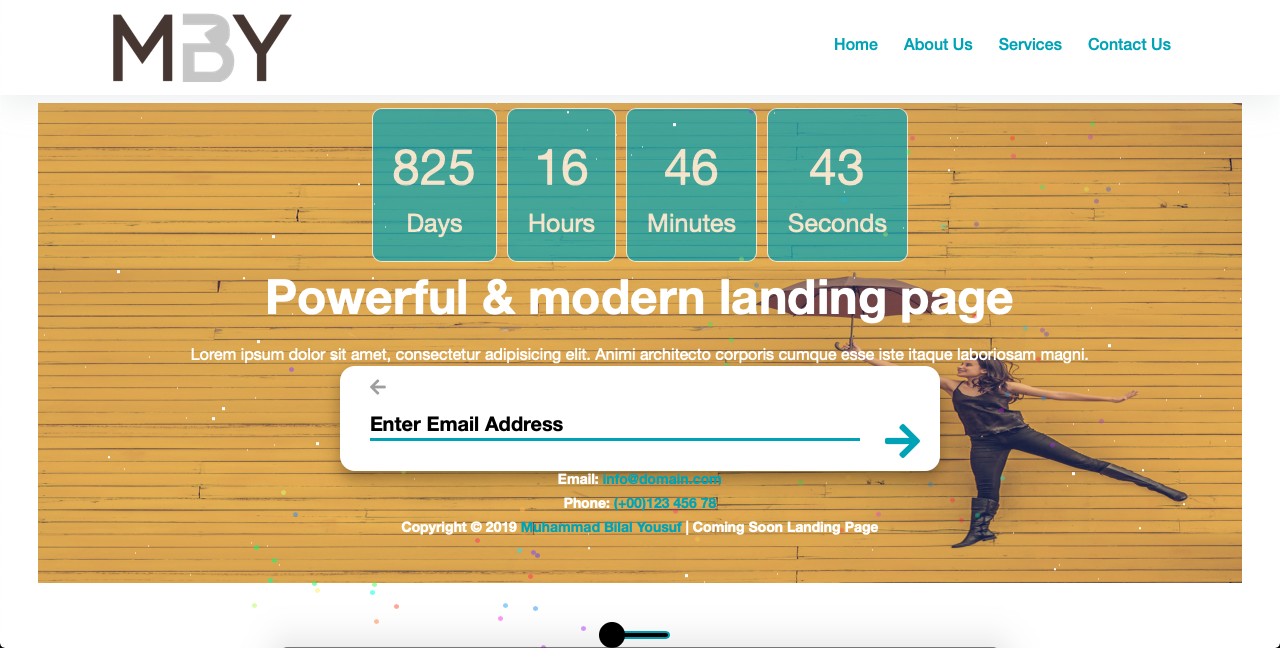 MBY
Home About Us Services Contact Us
825 16 46 43
Days Hours Minutes Seconds
Powerful & modern landing page
Lorem ipsum dolor sit amet, consectetur adipisicing elit. Animi architecto corporis cumque esse iste itaque laboriosam magni.
Enter Email Address
Email: info@domain.com
Phone: (+00)123 456 78
Copyright © 2019 Muhammad Bilal Yousuf | Coming Soon Landing Page